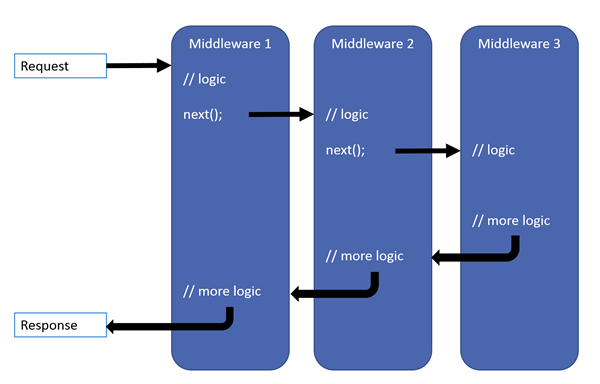 Middleware 1
Middleware 2
Middleware 3
Request
// logic
next();
// logic
next();
// logic
// more logic
// more logic
// more logic
Response